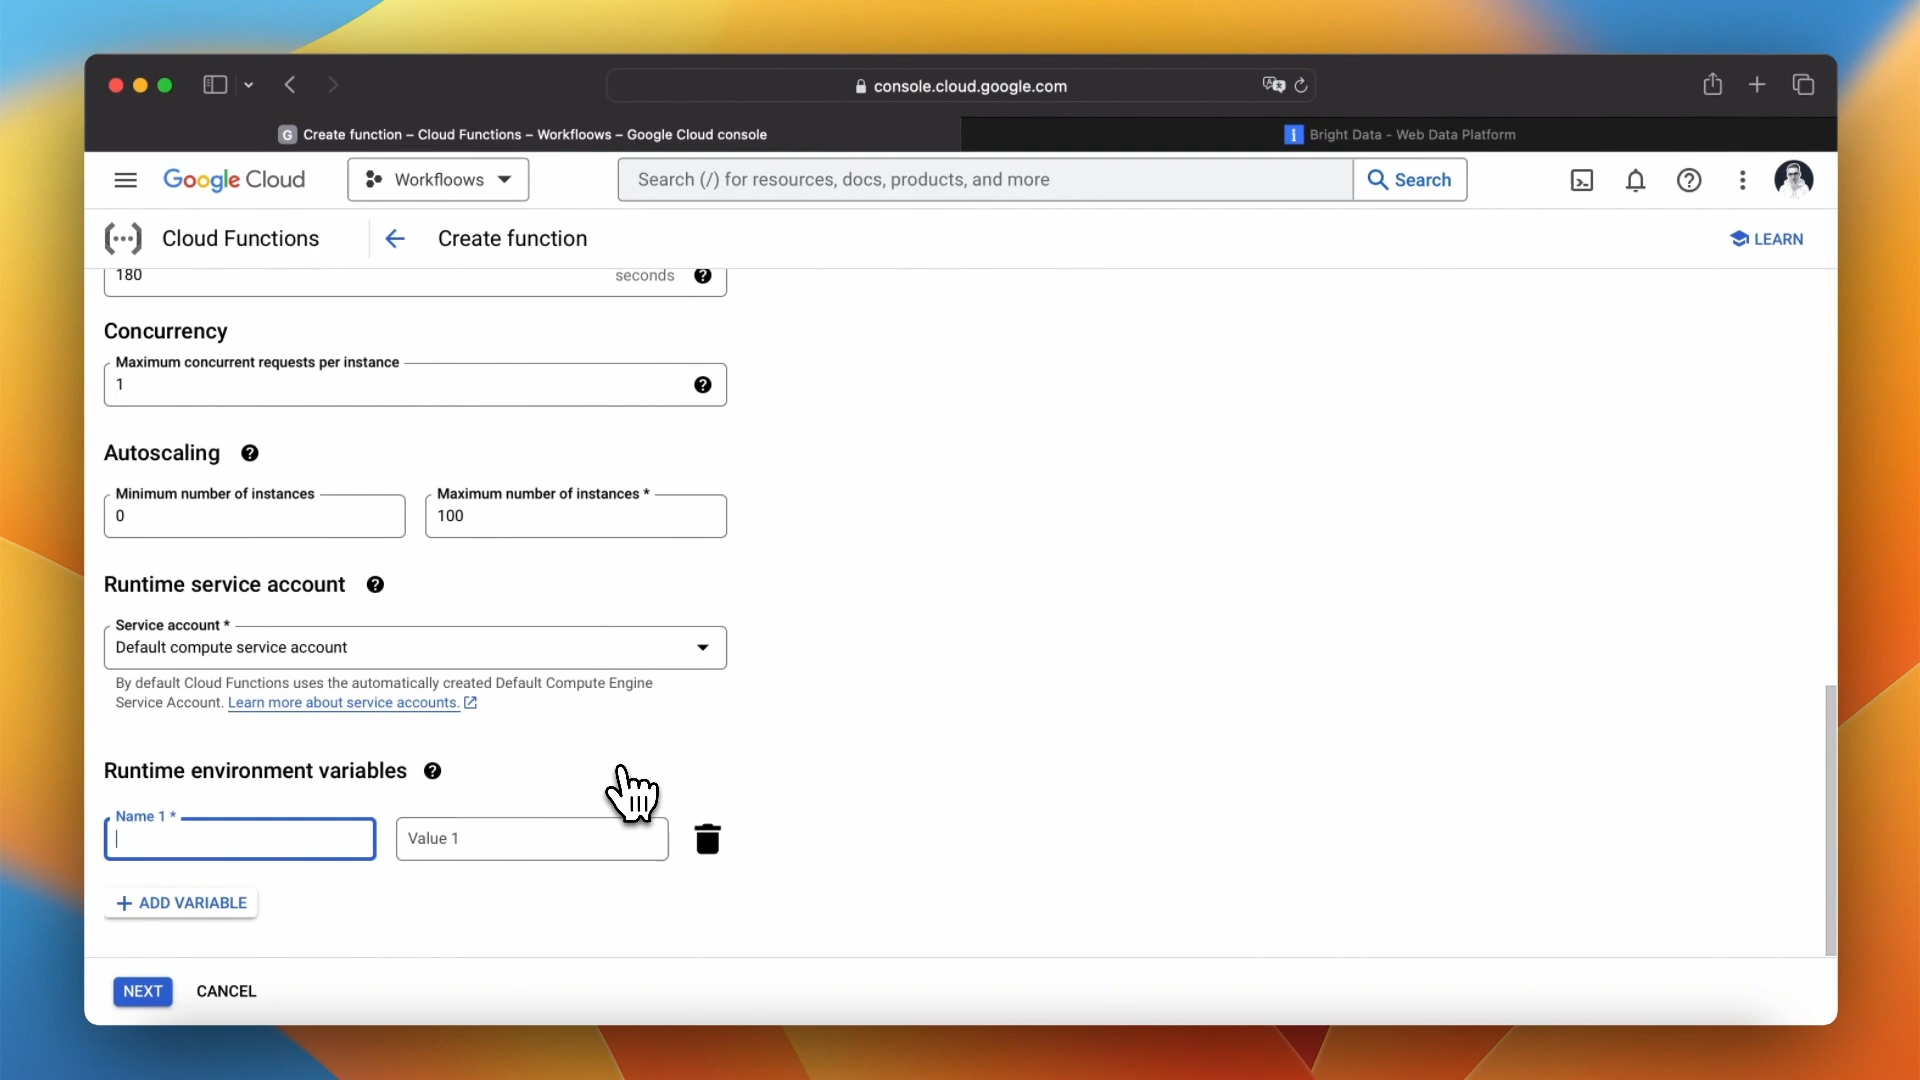 console.cloud.google.com
G Create function – Cloud Functions – Workfloows – Google Cloud console
Bright Data - Web Data Platform
Google Cloud
Workfloows
Search (/) for resources, docs, products, and more
Search
Cloud Functions
Create function
LEARN
180
seconds
Concurrency
Maximum concurrent requests per instance
1
Autoscaling
Minimum number of instances
0
Maximum number of instances *
100
Runtime service account
Service account *
Default compute service account
By default Cloud Functions uses the automatically created Default Compute Engine
Service Account. Learn more about service accounts.
Runtime environment variables
Name 1 *
Value 1
+ ADD VARIABLE
NEXT
CANCEL